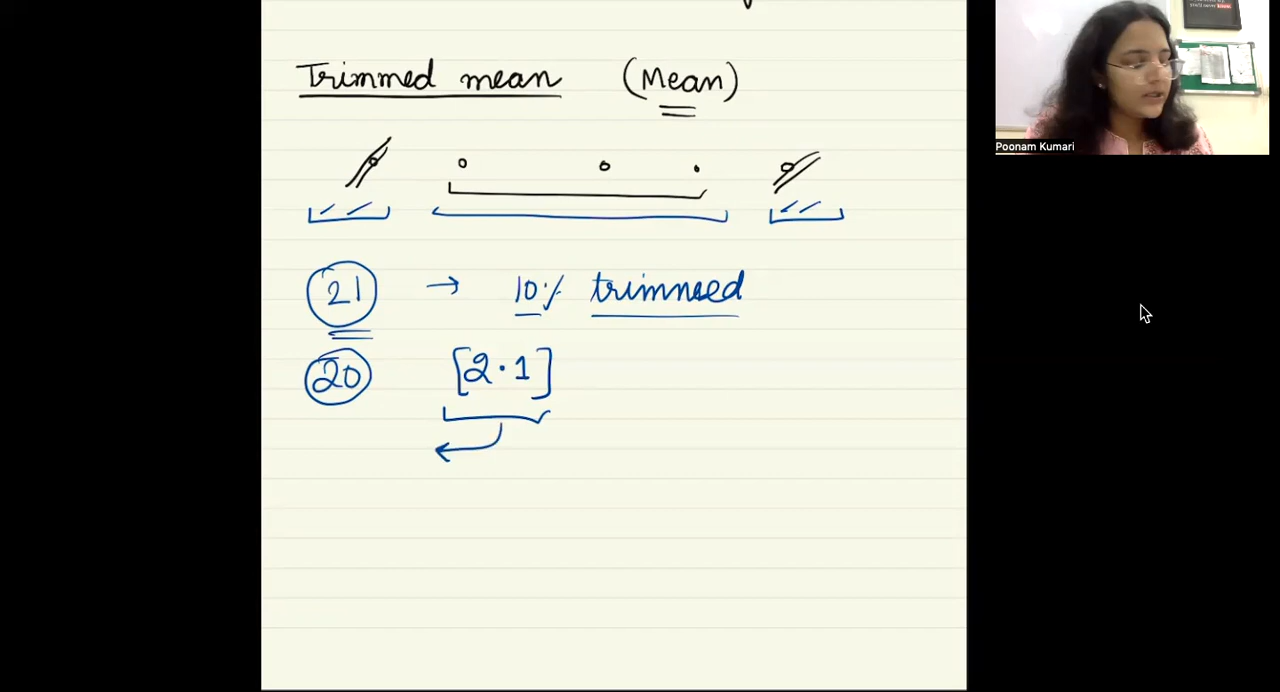 Trimmed mean (Mean)
21 → 10% trimmed
20 [2.1]
Poonam Kumari